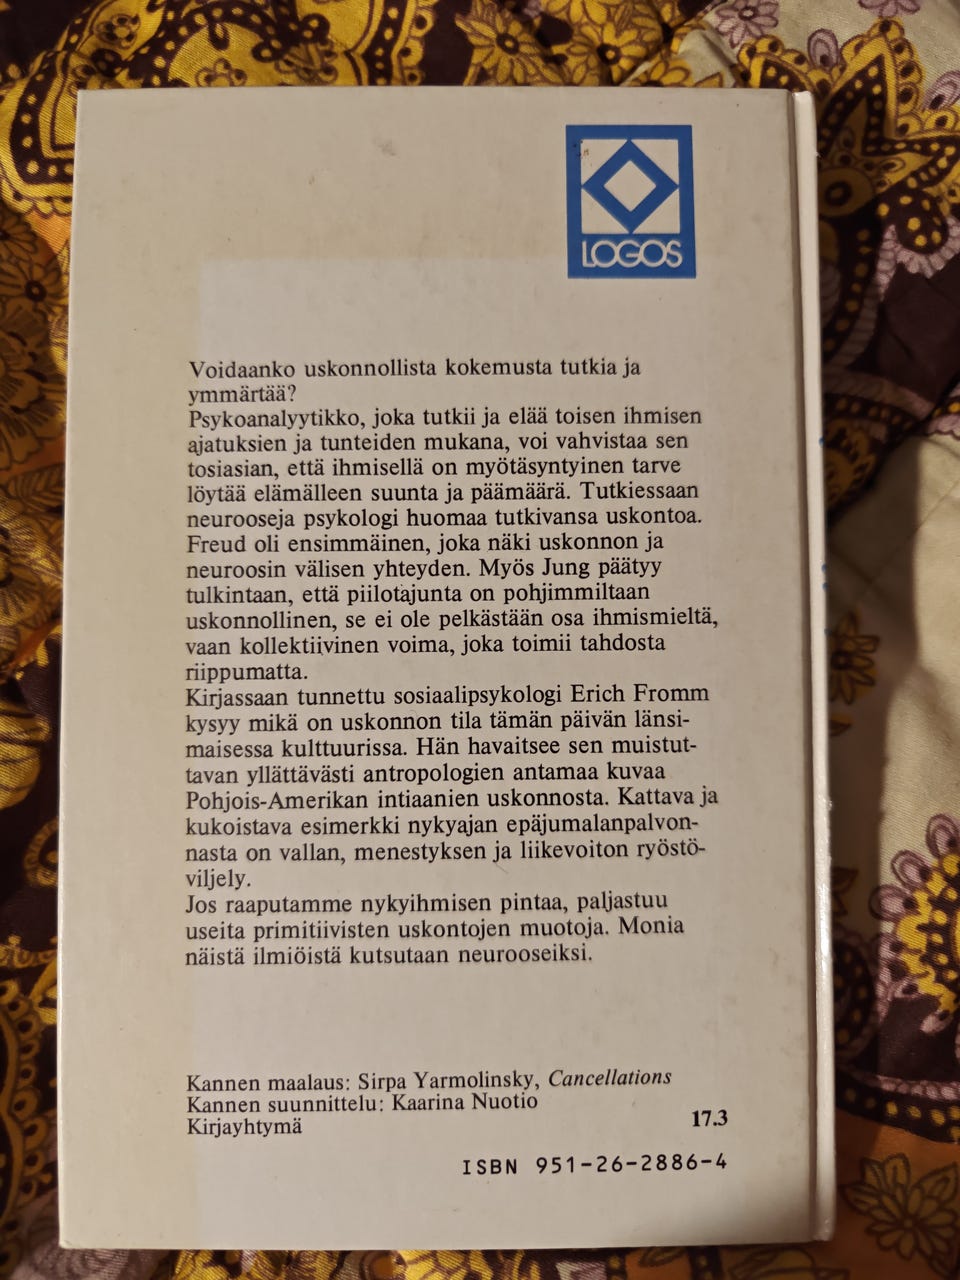 LOGOS
Voidaanko uskonnollista kokemusta tutkia ja
ymmärtää?
Psykoanalyytikko, joka tutkii ja elää toisen ihmisen
ajatuksien ja tunteiden mukana, voi vahvistaa sen
tosiasian, että ihmisellä on myötäsyntyinen tarve
löytää elämälleen suunta ja päämäärä. Tutkiessaan
neurooseja psykologi huomaa tutkivansa uskontoa.
Freud oli ensimmäinen, joka näki uskonnon ja
neuroosin välisen yhteyden. Myös Jung päätyy
tulkintaan, että piilotajunta on pohjimmiltaan
uskonnollinen, se ei ole pelkästään osa ihmismieltä,
vaan kollektiivinen voima, joka toimii tahdosta
riippumatta.
Kirjassaan tunnettu sosiaalipsykologi Erich Fromm
kysyy mikä on uskonnon tila tämän päivän länsi-
maisessa kulttuurissa. Hän havaitsee sen muistut-
tavan yllättävästi antropologien antamaa kuvaa
Pohjois-Amerikan intiaanien uskonnosta. Kattava ja
kukoistava esimerkki nykyajan epäjumalanpalvon-
nasta on vallan, menestyksen ja liikevoiton ryöstö-
viljely.
Jos raaputamme nykyihmisen pintaa, paljastuu
useita primitiivisten uskontojen muotoja. Monia
näistä ilmiöistä kutsutaan neurooseiksi.
Kannen maalaus: Sirpa Yarmolinsky, Cancellations
Kannen suunnittelu: Kaarina Nuotio
Kirjayhtymä
17.3
ISBN 951-26-2886-4